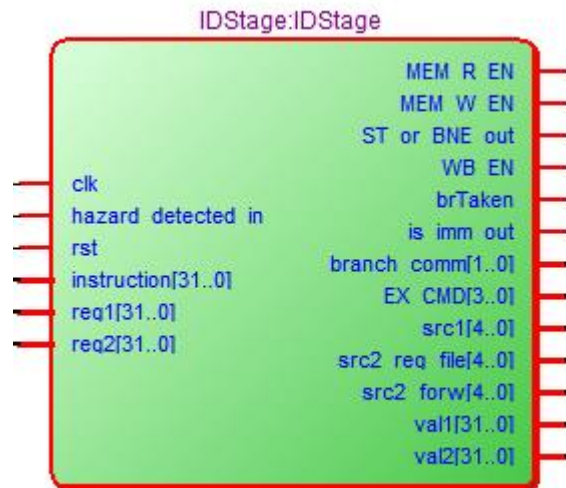 IDStage:IDStage
clk
hazard detected in
rst
instruction[31..0]
reg1[31..0]
reg2[31..0]
MEM R EN
MEM W EN
ST or BNE out
WB EN
brTaken
is imm out
branch comm[1..0]
EX CMD[3..0]
src1[4..0]
src2 reg file[4..0]
src2 forw[4..0]
val1[31..0]
val2[31..0]